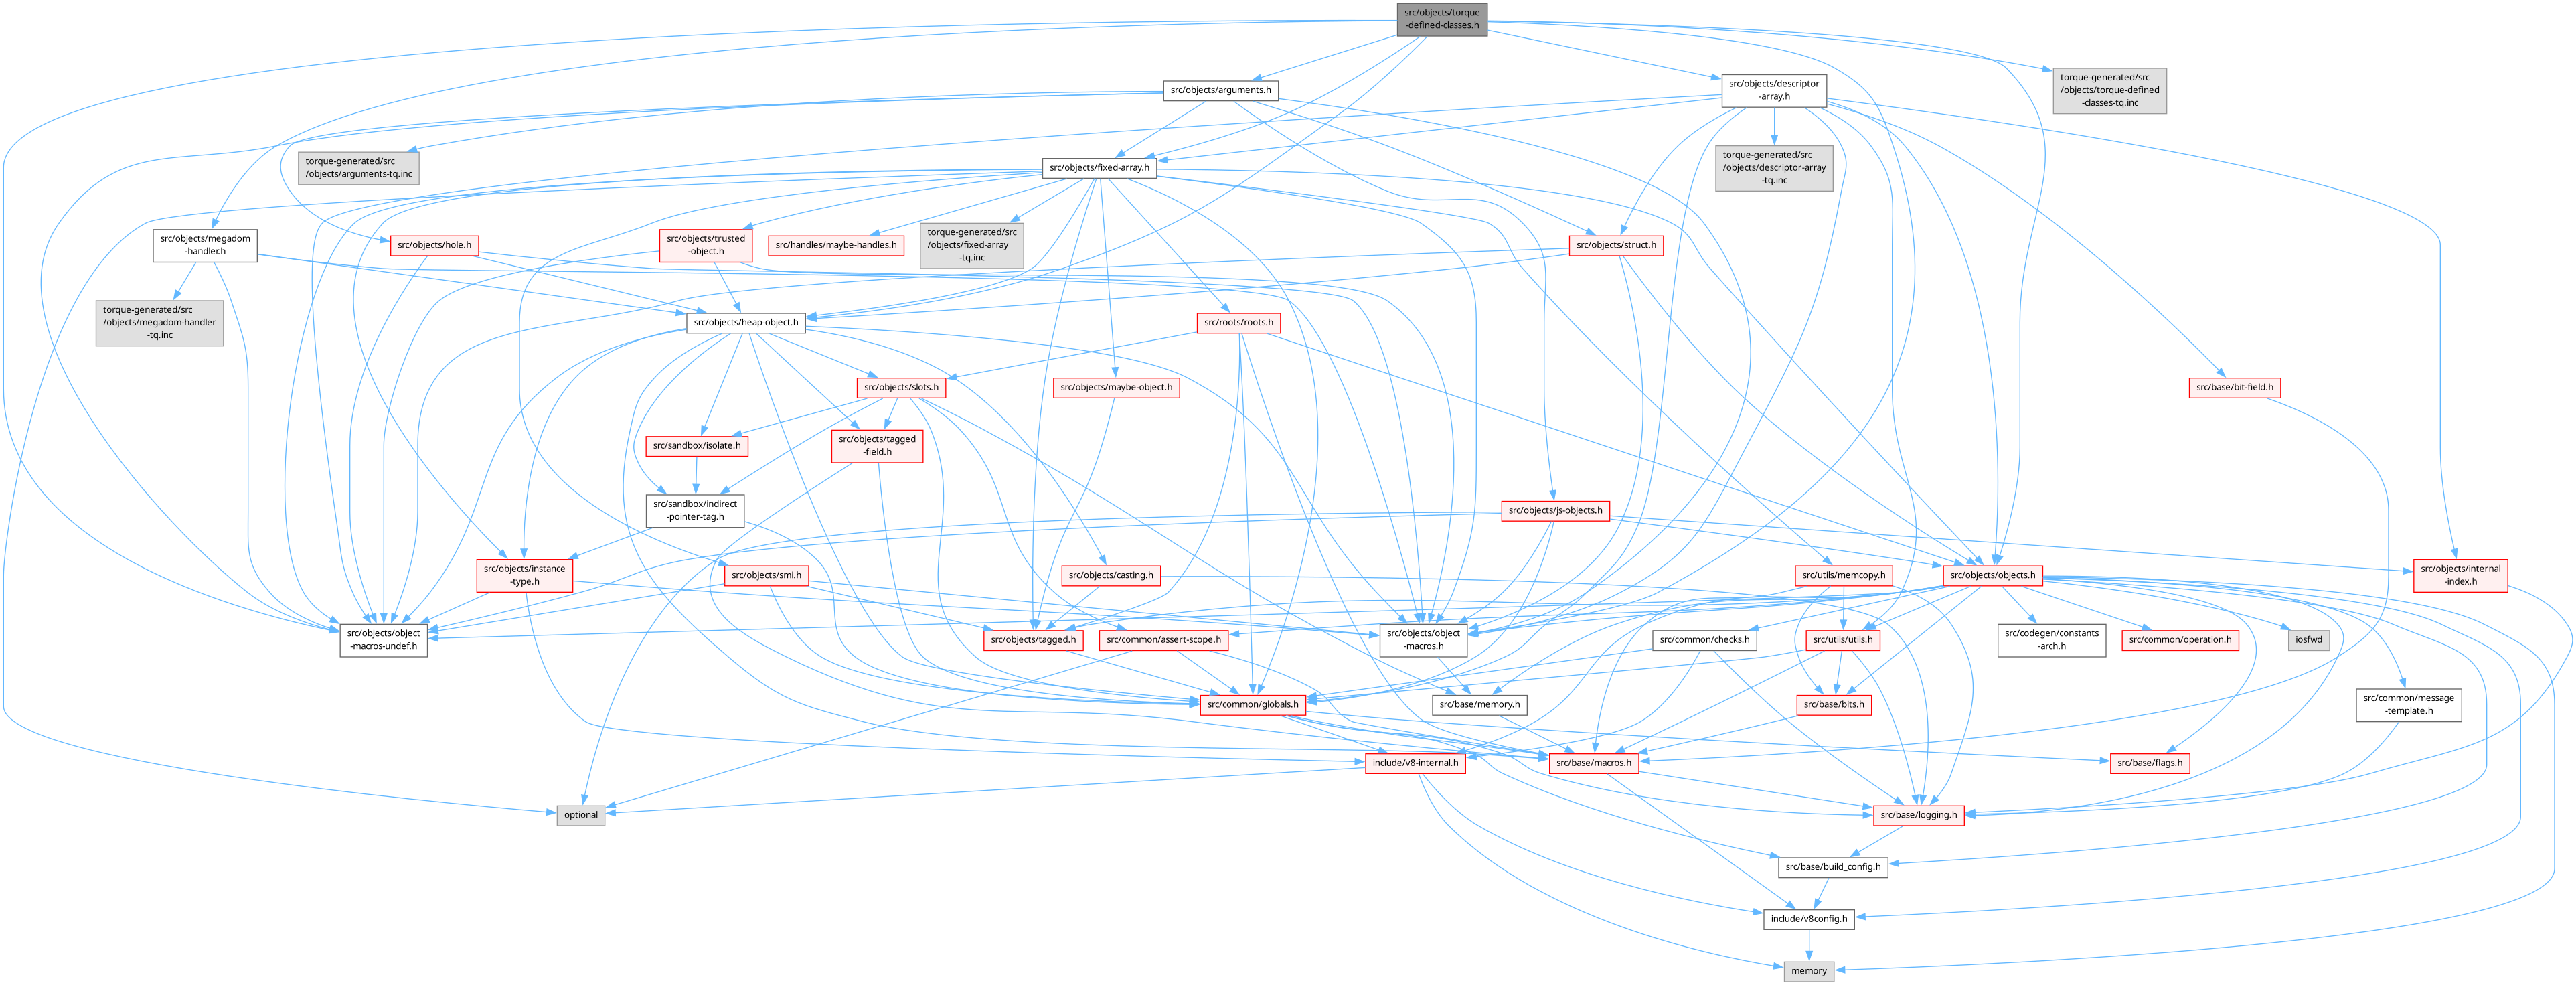 src/objects/torque
-defined-classes.h
src/objects/arguments.h
src/objects/descriptor
-array.h
torque-generated/src
/objects/torque-defined
-classes-tq.inc
torque-generated/src
/objects/arguments-tq.inc
src/objects/fixed-array.h
torque-generated/src
/objects/descriptor-array
-tq.inc
src/objects/megadom
-handler.h
src/objects/hole.h
src/objects/trusted
-object.h
src/handles/maybe-handles.h
torque-generated/src
/objects/fixed-array
-tq.inc
src/objects/struct.h
torque-generated/src
/objects/megadom-handler
-tq.inc
src/objects/heap-object.h
src/roots/roots.h
src/objects/slots.h
src/objects/maybe-object.h
src/base/bit-field.h
src/sandbox/isolate.h
src/objects/tagged
-field.h
src/sandbox/indirect
-pointer-tag.h
src/objects/js-objects.h
src/objects/instance
-type.h
src/objects/smi.h
src/objects/casting.h
src/utils/memcopy.h
src/objects/objects.h
src/objects/internal
-index.h
src/objects/object
-macros-undef.h
src/objects/tagged.h
src/common/assert-scope.h
src/objects/object
-macros.h
src/common/checks.h
src/utils/utils.h
src/codegen/constants
-arch.h
src/common/operation.h
iosfwd
src/common/globals.h
src/base/memory.h
src/base/bits.h
src/common/message
-template.h
include/v8-internal.h
src/base/macros.h
src/base/flags.h
optional
src/base/logging.h
src/base/build_config.h
include/v8config.h
memory